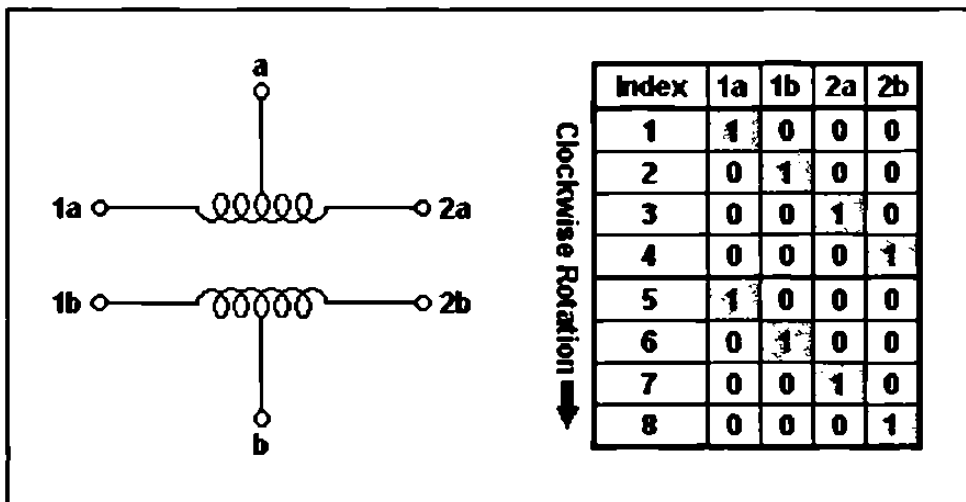 a
1a 2a
1b 2b
b
Clockwise Rotation
Index 1a 1b 2a 2b
1 1 0 0 0
2 0 1 0 0
3 0 0 1 0
4 0 0 0 1
5 1 0 0 0
6 0 1 0 0
7 0 0 1 0
8 0 0 0 1